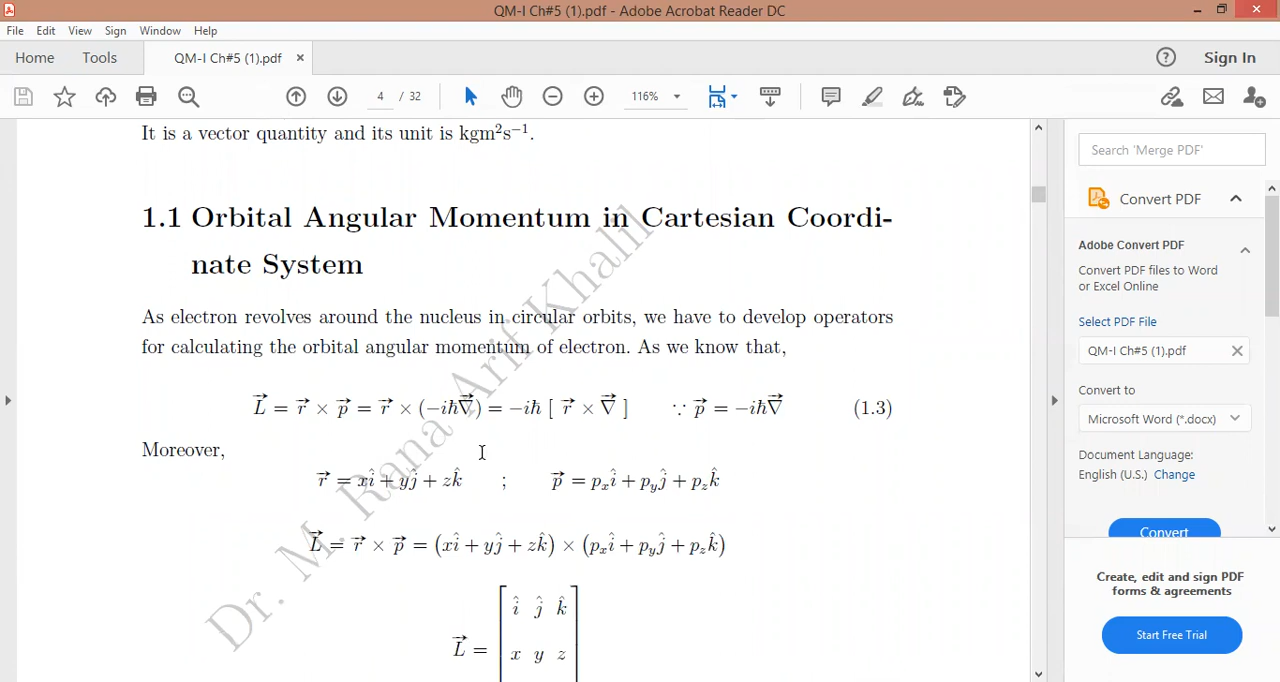 QM-I Ch#5 (1).pdf - Adobe Acrobat Reader DC
File Edit View Sign Window Help
Home Tools QM-I Ch#5 (1).pdf × Sign In
4 / 32 116%
It is a vector quantity and its unit is kgm²s⁻¹.
1.1 Orbital Angular Momentum in Cartesian Coordi-
nate System
As electron revolves around the nucleus in circular orbits, we have to develop operators
for calculating the orbital angular momentum of electron. As we know that,
L⃗ = r⃗ × p⃗ = r⃗ × (−iħ∇⃗) = −iħ [ r⃗ × ∇⃗ ] ∵ p⃗ = −iħ∇⃗ (1.3)
Moreover,
r⃗ = xî + yĵ + zk̂ ; p⃗ = pₓî + p_yĵ + p_zk̂
L⃗ = r⃗ × p⃗ = (xî + yĵ + zk̂) × (pₓî + p_yĵ + p_zk̂)
î ĵ k̂
L⃗ =
x y z
Dr. M. Rana Arif Khalil
Search 'Merge PDF'
Convert PDF
Adobe Convert PDF
Convert PDF files to Word
or Excel Online
Select PDF File
QM-I Ch#5 (1).pdf
Convert to
Microsoft Word (*.docx)
Document Language:
English (U.S.) Change
Convert
Create, edit and sign PDF
forms & agreements
Start Free Trial